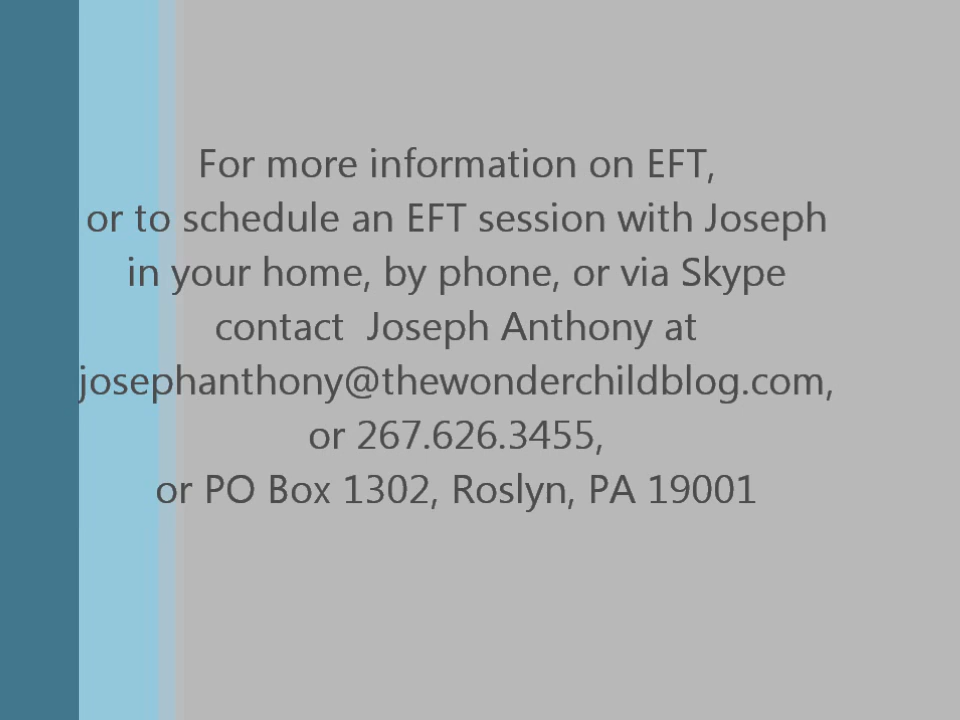 For more information on EFT,
or to schedule an EFT session with Joseph
in your home, by phone, or via Skype
contact  Joseph Anthony at
josephanthony@thewonderchildblog.com,
or 267.626.3455,
or PO Box 1302, Roslyn, PA 19001